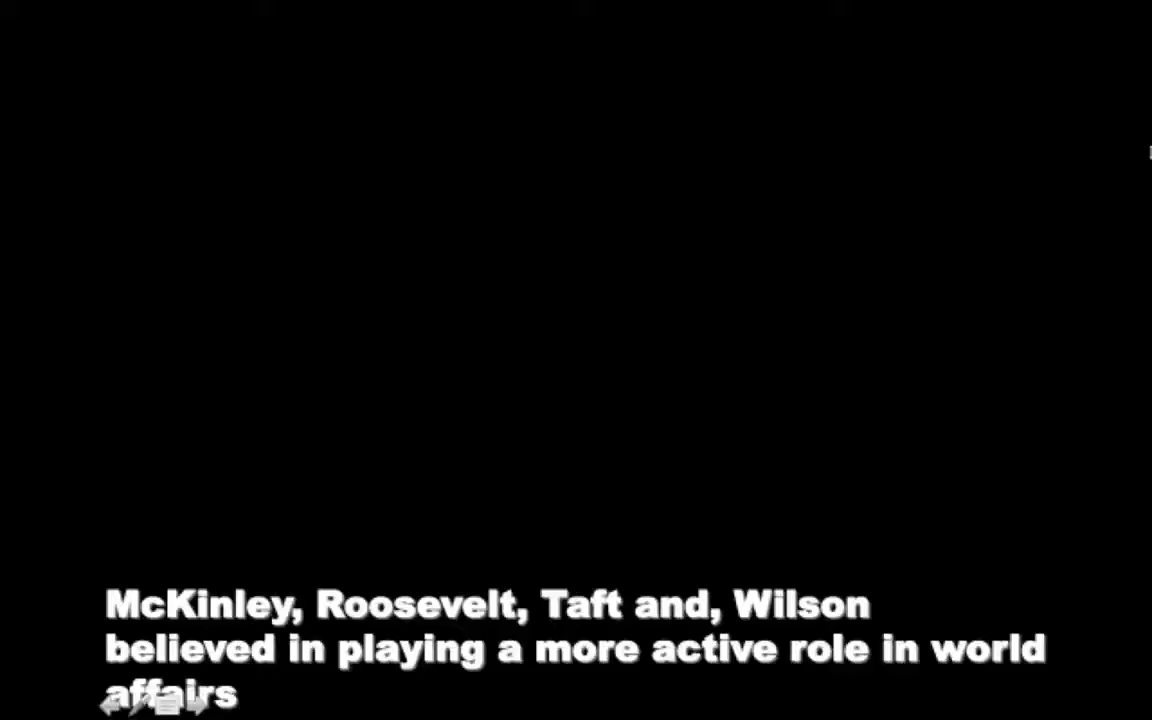 McKinley, Roosevelt, Taft and, Wilson
believed in playing a more active role in world
affairs